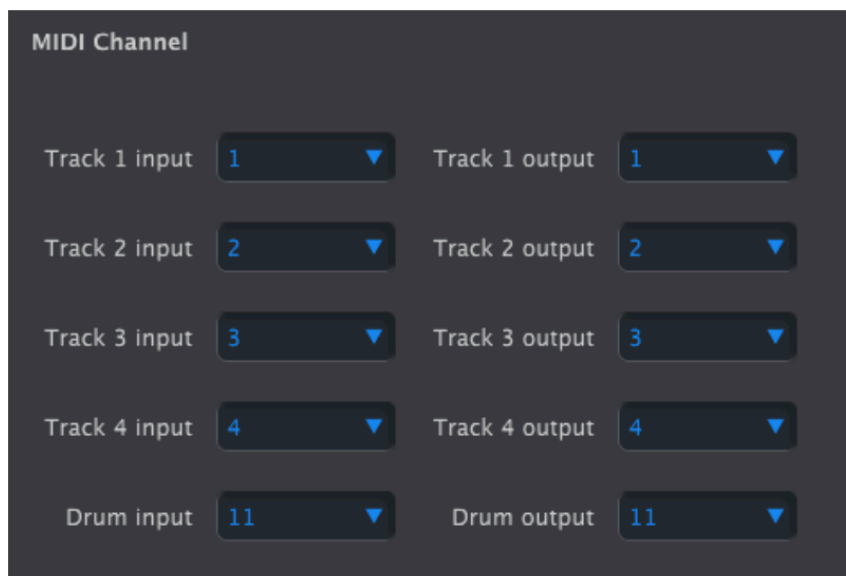 MIDI Channel
Track 1 input 1 Track 1 output 1
Track 2 input 2 Track 2 output 2
Track 3 input 3 Track 3 output 3
Track 4 input 4 Track 4 output 4
Drum input 11 Drum output 11